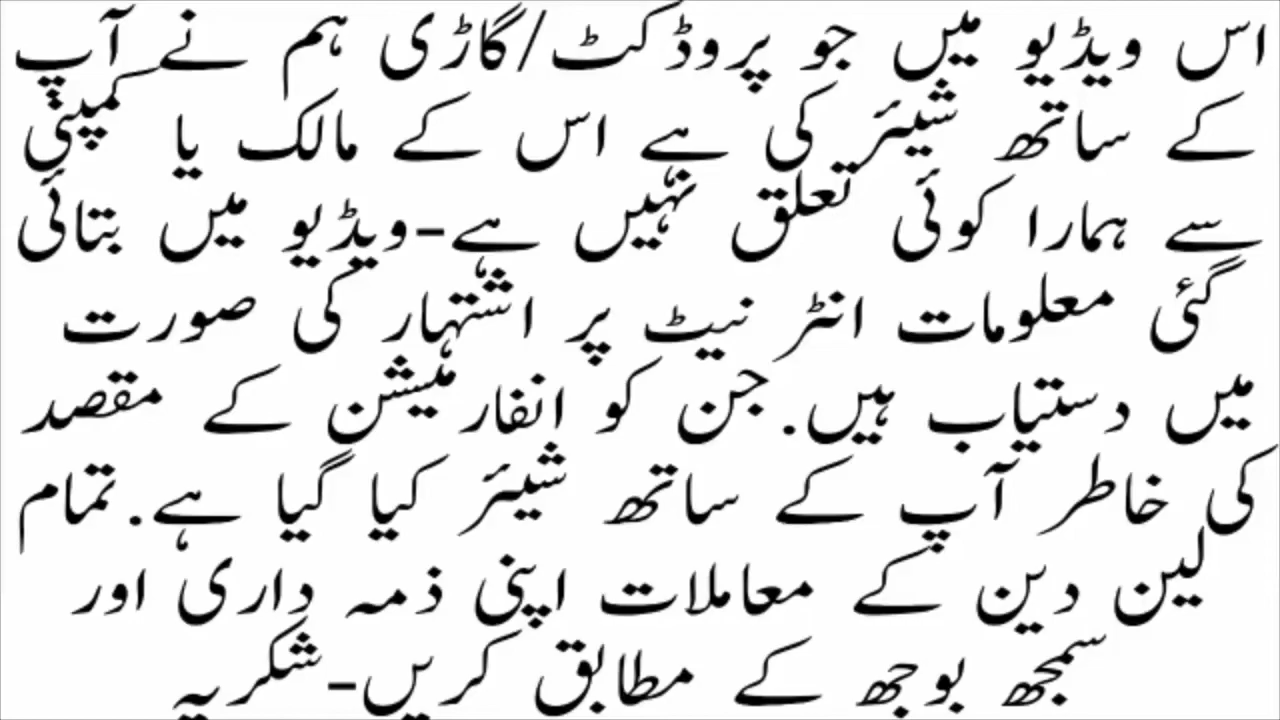 اس ویڈیو میں جو پروڈکٹ/گاڑی ہم نے آپ
کے ساتھ شیئر کی ہے اس کے مالک یا کمپنی
سے ہمارا کوئی تعلق نہیں ہے-ویڈیو میں بتائی
گئی معلومات انٹر نیٹ پر اشتہار کی صورت
میں دستیاب ہیں.جن کو انفارمیشن کے مقصد
کی خاطر آپ کے ساتھ شیئر کیا گیا ہے.تمام
لین دین کے معاملات اپنی ذمہ داری اور
سمجھ بوجھ کے مطابق کریں-شکریہ